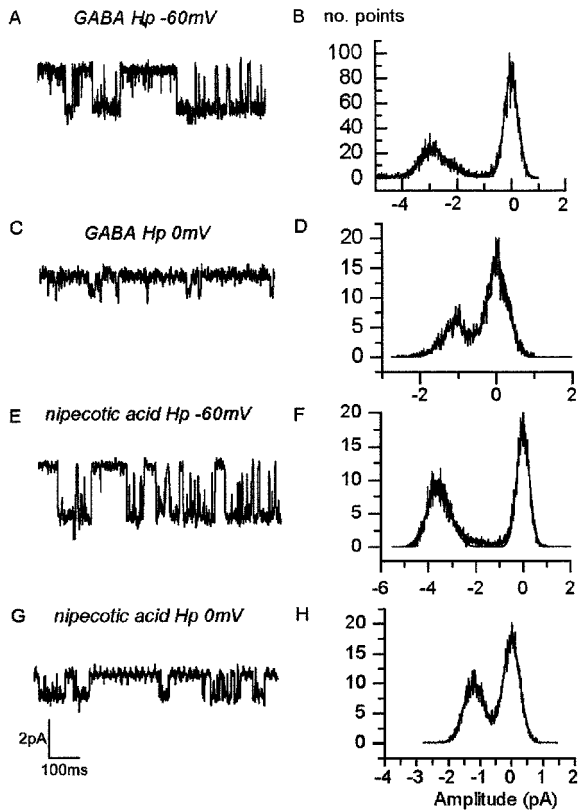 A GABA Hp -60mV
B no. points
100
80
60
40
20
0
-4 -2 0 2
C GABA Hp 0mV
D
20
15
10
5
0
-2 0 2
E nipecotic acid Hp -60mV
F
20
15
10
5
0
-6 -4 -2 0 2
G nipecotic acid Hp 0mV
H
20
15
10
5
0
-4 -3 -2 -1 0 1 2
Amplitude (pA)
2pA
100ms